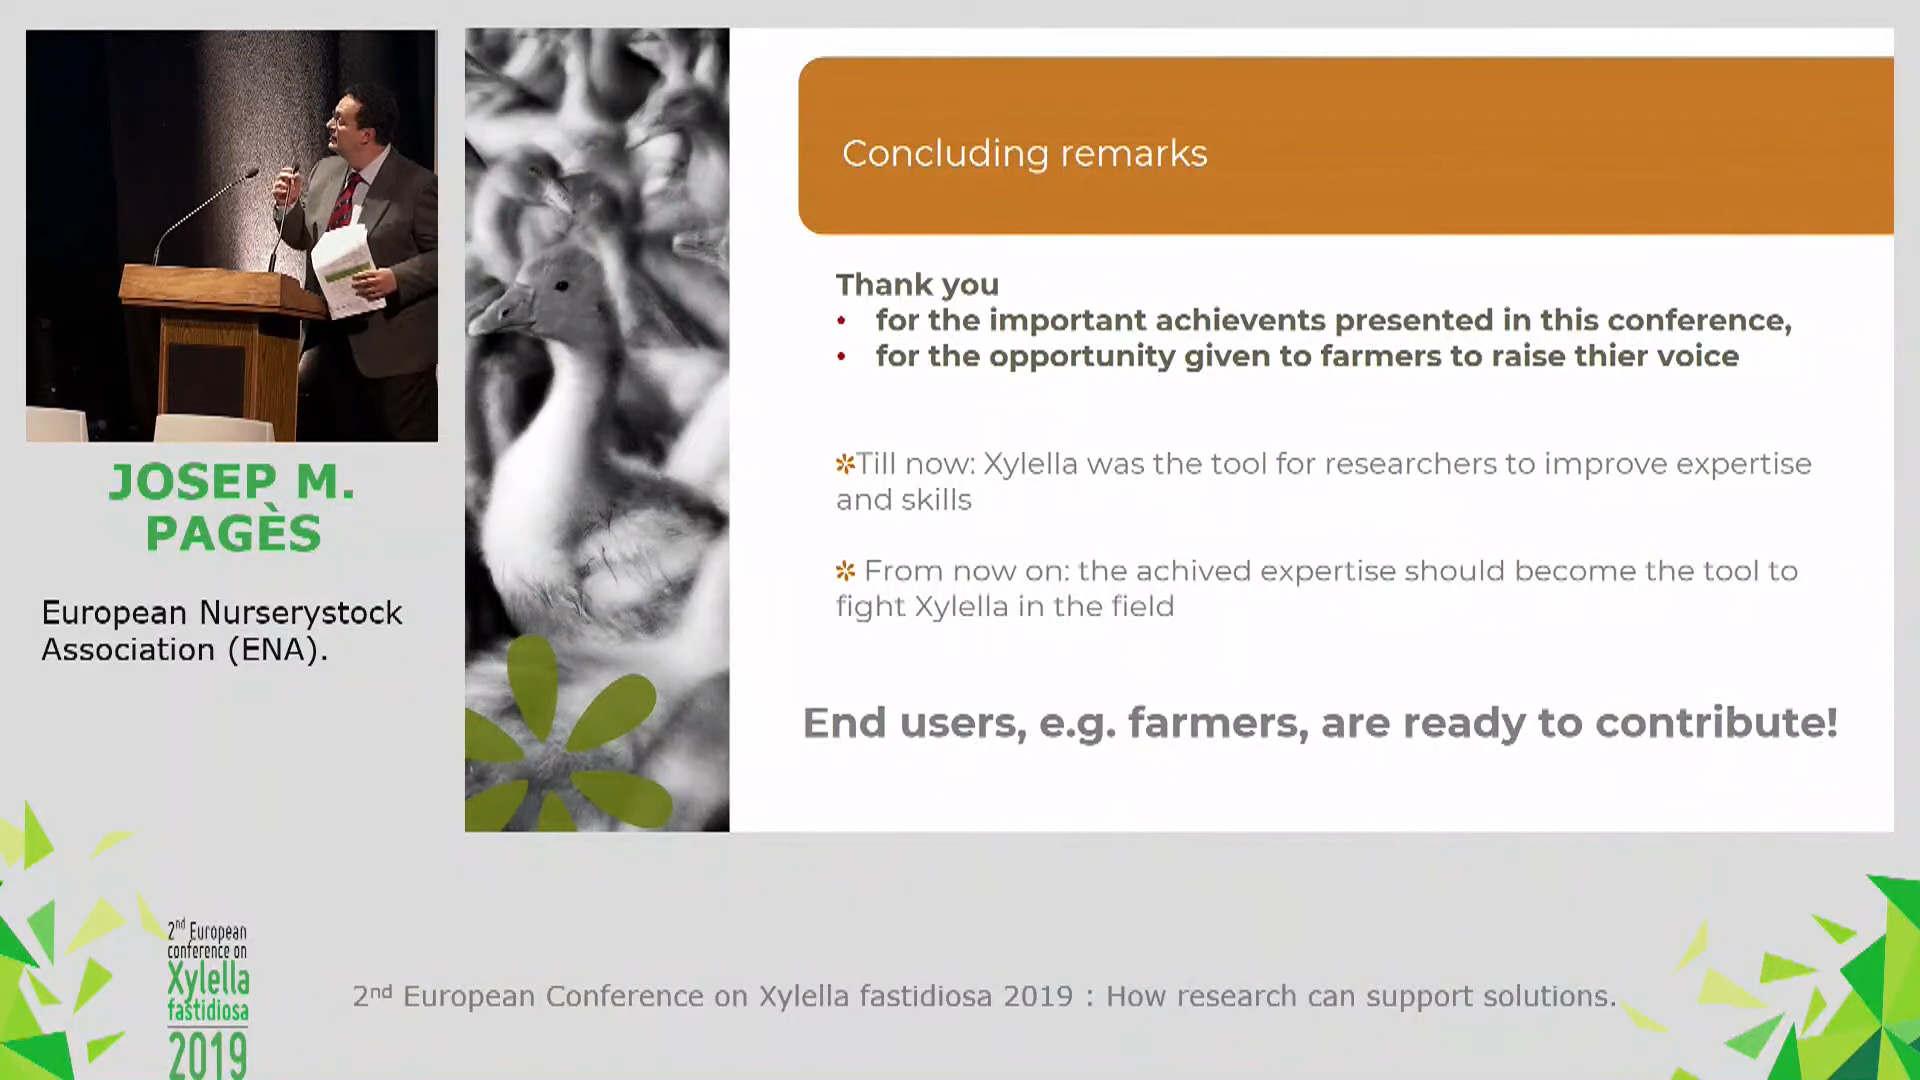 Concluding remarks
Thank you
• for the important achievents presented in this conference,
• for the opportunity given to farmers to raise thier voice
✲Till now: Xylella was the tool for researchers to improve expertise
and skills
✲ From now on: the achived expertise should become the tool to
fight Xylella in the field
End users, e.g. farmers, are ready to contribute!
JOSEP M.
PAGÈS
European Nurserystock
Association (ENA).
2nd European
conference on
Xylella
fastidiosa
2019
2nd European Conference on Xylella fastidiosa 2019 : How research can support solutions.